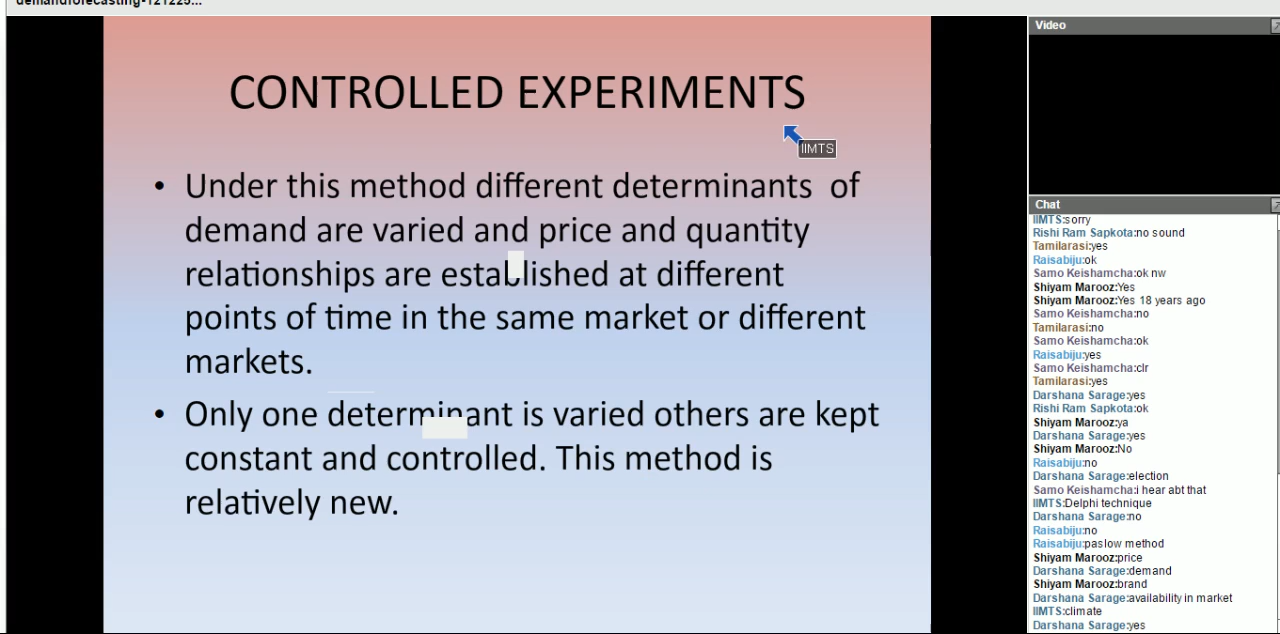 demandforecasting-121225...
CONTROLLED EXPERIMENTS
IIMTS
• Under this method different determinants of
demand are varied and price and quantity
relationships are established at different
points of time in the same market or different
markets.
• Only one determinant is varied others are kept
constant and controlled. This method is
relatively new.
Video
Chat
IIMTS:sorry
Rishi Ram Sapkota:no sound
Tamilarasi:yes
Raisabiju:ok
Samo Keishamcha:ok nw
Shiyam Marooz:Yes
Shiyam Marooz:Yes 18 years ago
Samo Keishamcha:no
Tamilarasi:no
Samo Keishamcha:ok
Raisabiju:yes
Samo Keishamcha:clr
Tamilarasi:yes
Darshana Sarage:yes
Rishi Ram Sapkota:ok
Shiyam Marooz:ya
Darshana Sarage:yes
Shiyam Marooz:No
Raisabiju:no
Darshana Sarage:election
Samo Keishamcha:i hear abt that
IIMTS:Delphi technique
Darshana Sarage:no
Raisabiju:no
Raisabiju:paslow method
Shiyam Marooz:price
Darshana Sarage:demand
Shiyam Marooz:brand
Darshana Sarage:availability in market
IIMTS:climate
Darshana Sarage:yes